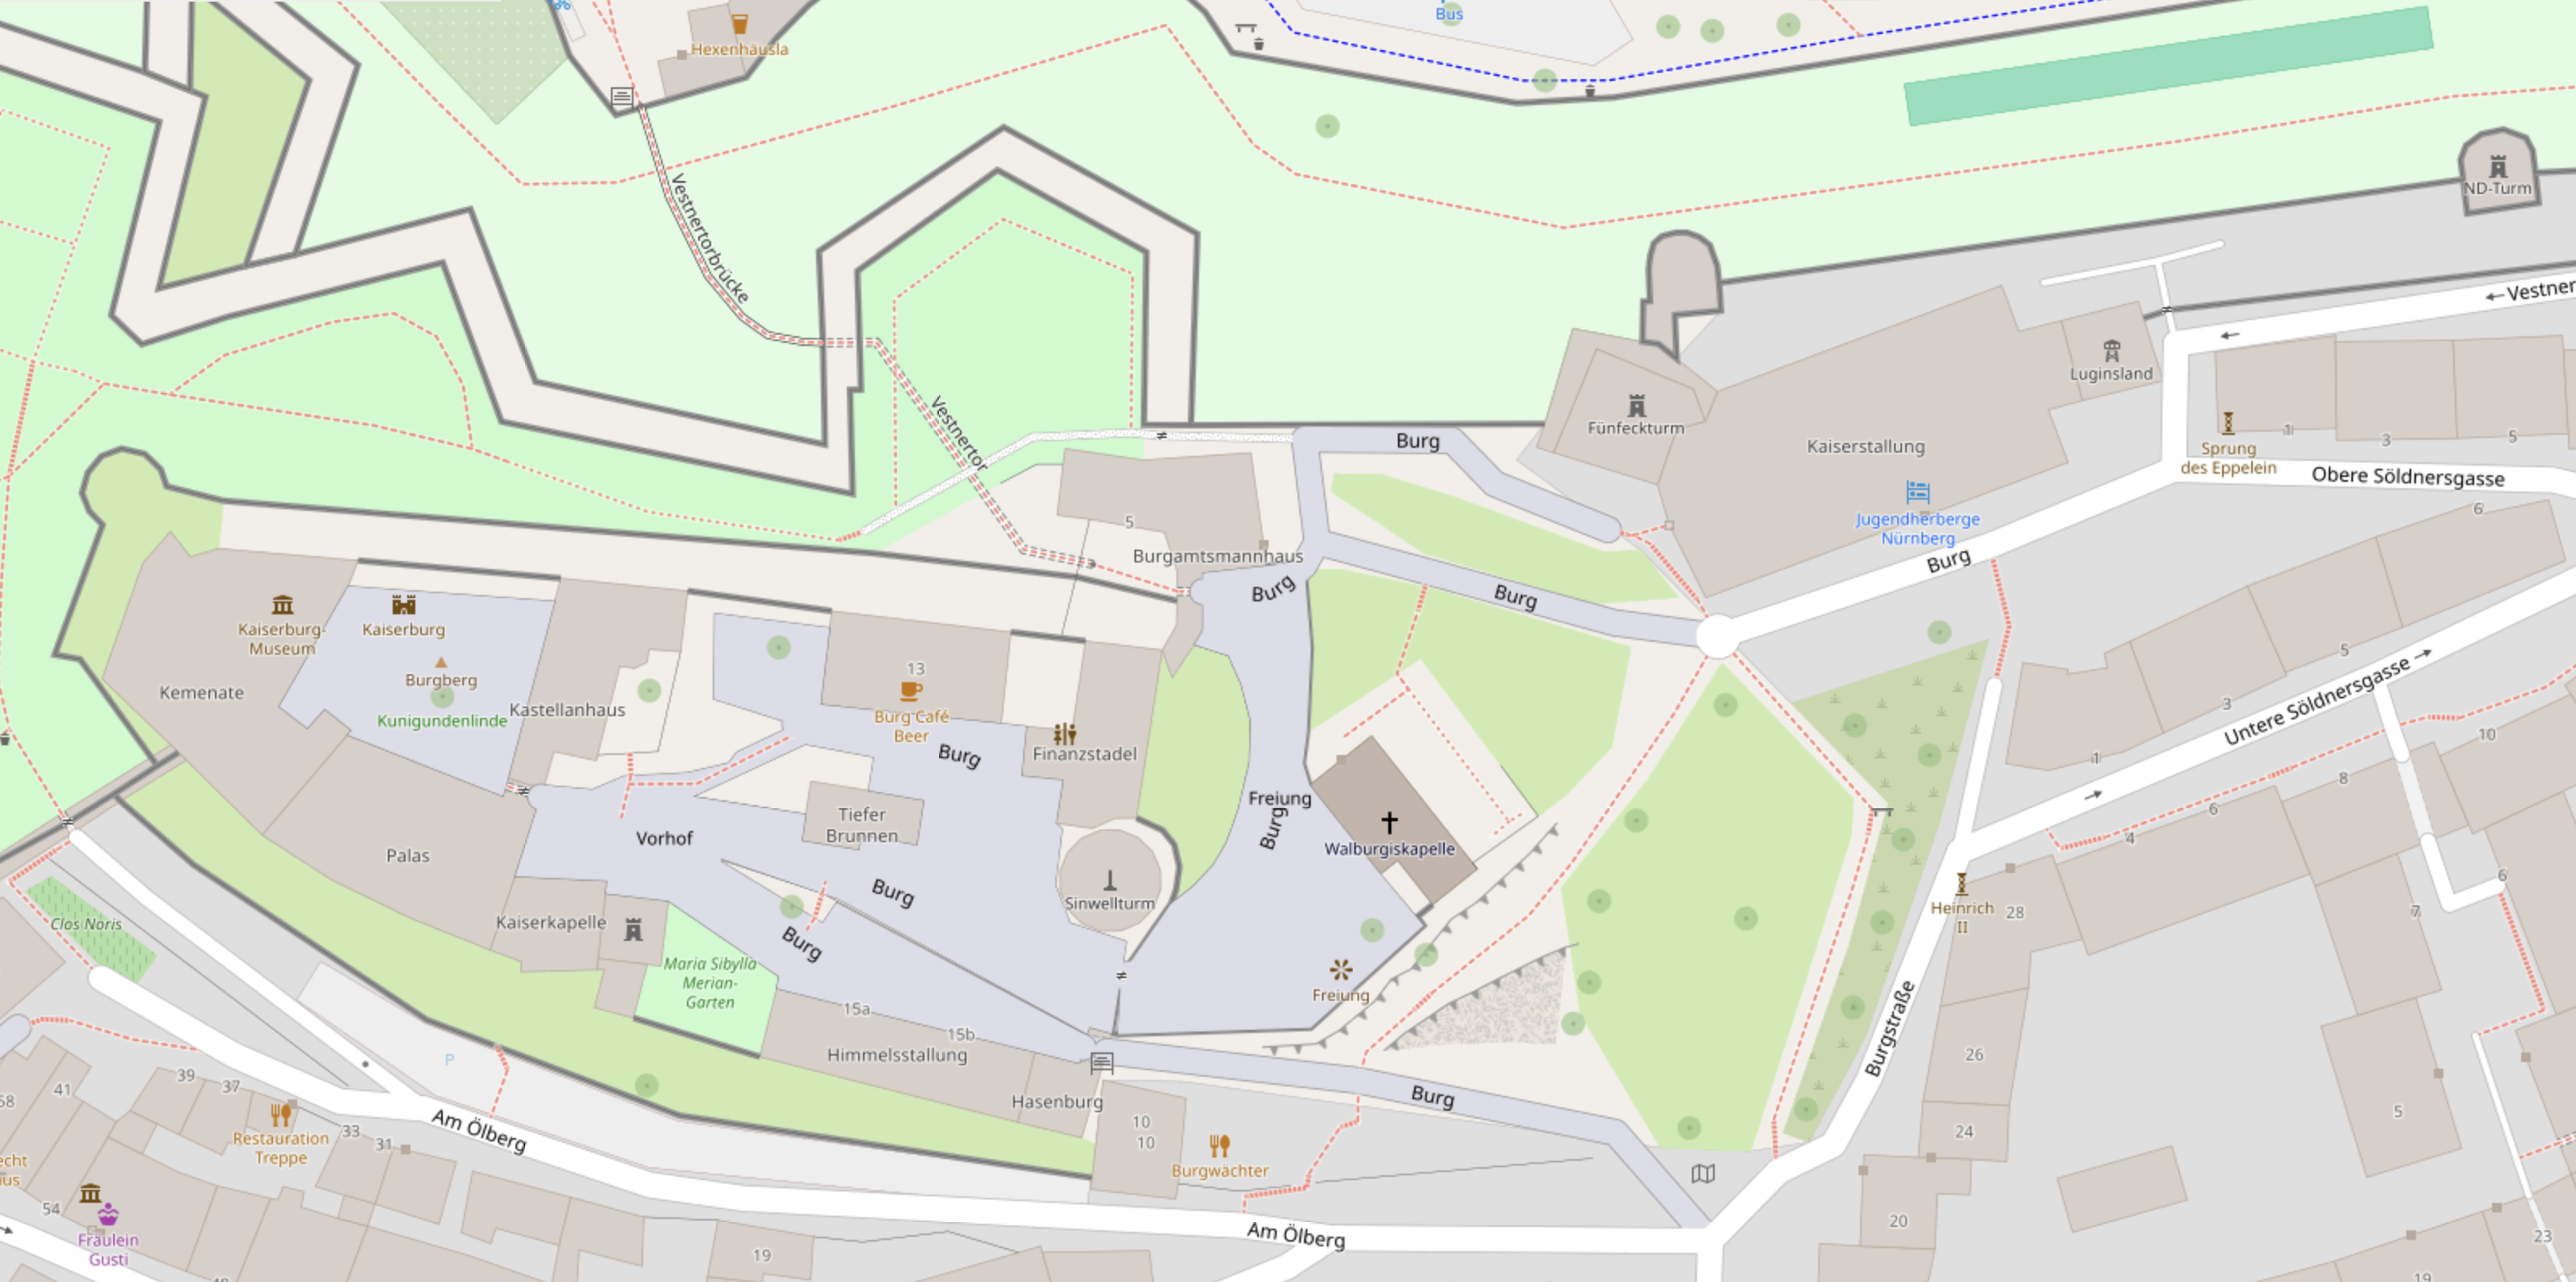 Bus
Hexenhäusla
Vestnertorbrücke
ND-Turm
Vestner
Luginsland
Vestnertor
Fünfeckturm
Burg
Kaiserstallung
1
3
5
Sprung
des Eppelein
Obere Söldnersgasse
Jugendherberge
Nürnberg
6
5
Burgamtsmannhaus
Burg
Burg
Burg
Kaiserburg-
Museum
Kaiserburg
Burgberg
Kemenate
Kunigundenlinde
Kastellanhaus
13
Burg Café
Beer
Burg
Finanzstadel
5
3
Untere Söldnersgasse
1
10
8
6
4
Freiung
Burg
Tiefer
Brunnen
Vorhof
Palas
Walburgiskapelle
Burg
Sinwellturm
Kaiserkapelle
Clos Noris
Burg
Maria Sibylla
Merian-
Garten
Freiung
Heinrich
II
28
6
7
15a
15b
Himmelsstallung
Hasenburg
Burgstraße
26
P
39
37
41
58
Am Ölberg
33
31
Restauration
Treppe
echt
us
54
Fräulein
Gusti
10
10
Burgwächter
Burg
24
5
20
23
Am Ölberg
19
19